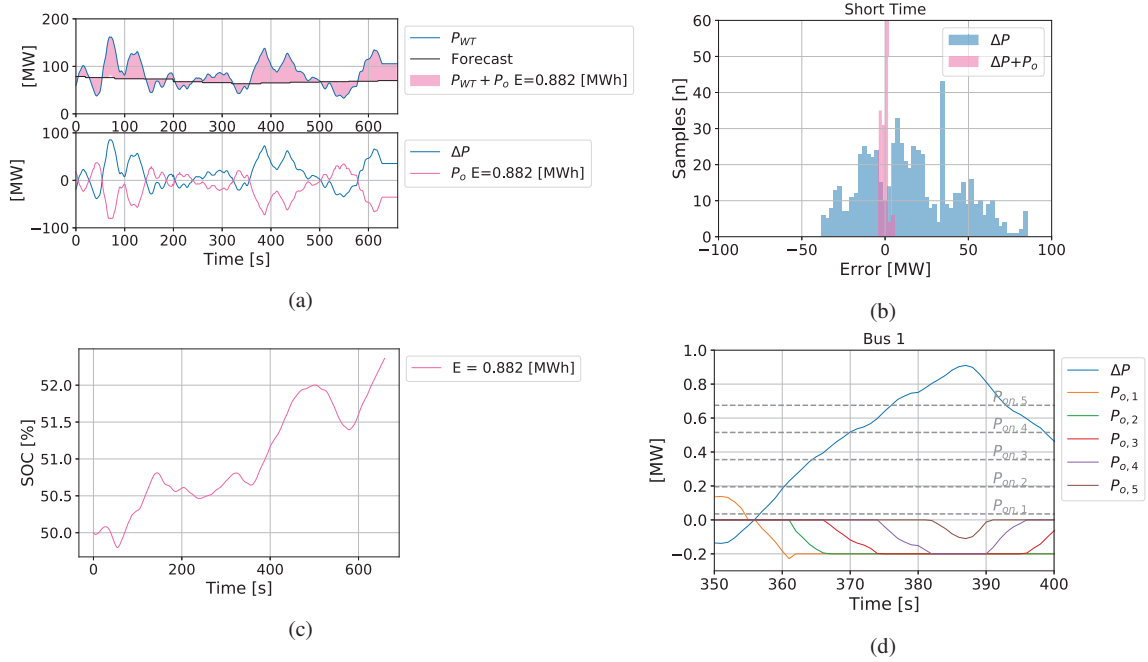 200
100
0
[MW]
0 100 200 300 400 500 600
P_WT
Forecast
P_WT + P_o E=0.882 [MWh]
100
0
−100
[MW]
0 100 200 300 400 500 600
Time [s]
ΔP
P_o E=0.882 [MWh]
(a)
Short Time
60
50
40
30
20
10
0
Samples [n]
−100 −50 0 50 100
Error [MW]
ΔP
ΔP+P_o
(b)
52.0
51.5
51.0
50.5
50.0
SOC [%]
0 200 400 600
Time [s]
E = 0.882 [MWh]
(c)
Bus 1
1.0
0.8
0.6
0.4
0.2
0.0
−0.2
[MW]
P_on,5
P_on,4
P_on,3
P_on,2
P_on,1
350 360 370 380 390 400
Time [s]
ΔP
P_o,1
P_o,2
P_o,3
P_o,4
P_o,5
(d)